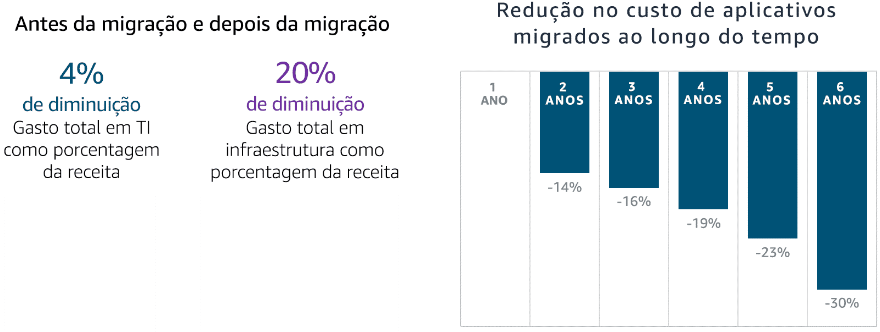 Antes da migração e depois da migração
4%
de diminuição
Gasto total em TI
como porcentagem
da receita
20%
de diminuição
Gasto total em
infraestrutura como
porcentagem da receita
Redução no custo de aplicativos
migrados ao longo do tempo
1
ANO
2
ANOS
3
ANOS
4
ANOS
5
ANOS
6
ANOS
-14%
-16%
-19%
-23%
-30%